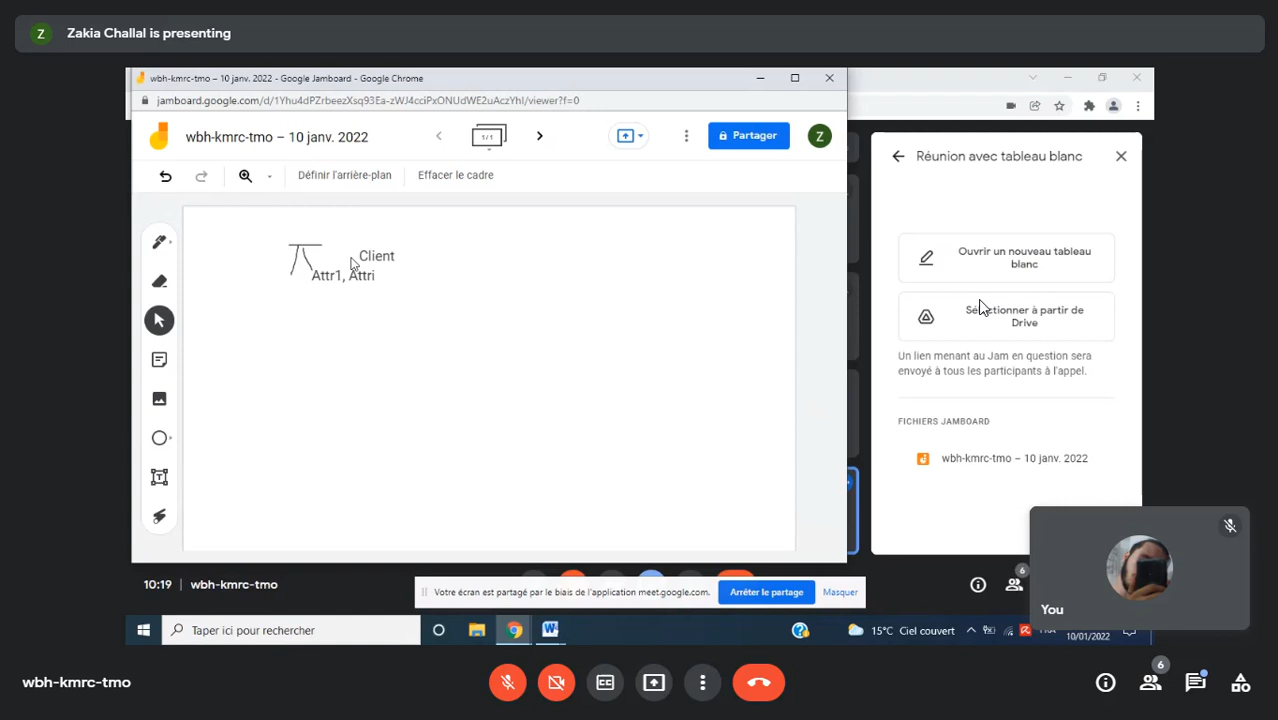 Z Zakia Challal is presenting
wbh-kmrc-tmo – 10 janv. 2022 - Google Jamboard - Google Chrome
jamboard.google.com/d/1Yhu4dPZrbeezXsq93Ea-zWJ4cciPxONUdWE2uAczYhI/viewer?f=0
wbh-kmrc-tmo – 10 janv. 2022
1/1
Partager
Z
Définir l'arrière-plan
Effacer le cadre
π
Client
Attr1, Attri
Réunion avec tableau blanc
Ouvrir un nouveau tableau
blanc
Sélectionner à partir de
Drive
Un lien menant au Jam en question sera
envoyé à tous les participants à l'appel.
FICHIERS JAMBOARD
wbh-kmrc-tmo – 10 janv. 2022
10:19 | wbh-kmrc-tmo
Votre écran est partagé par le biais de l'application meet.google.com.
Arrêter le partage
Masquer
6
You
Taper ici pour rechercher
15°C Ciel couvert
10/01/2022
wbh-kmrc-tmo
6